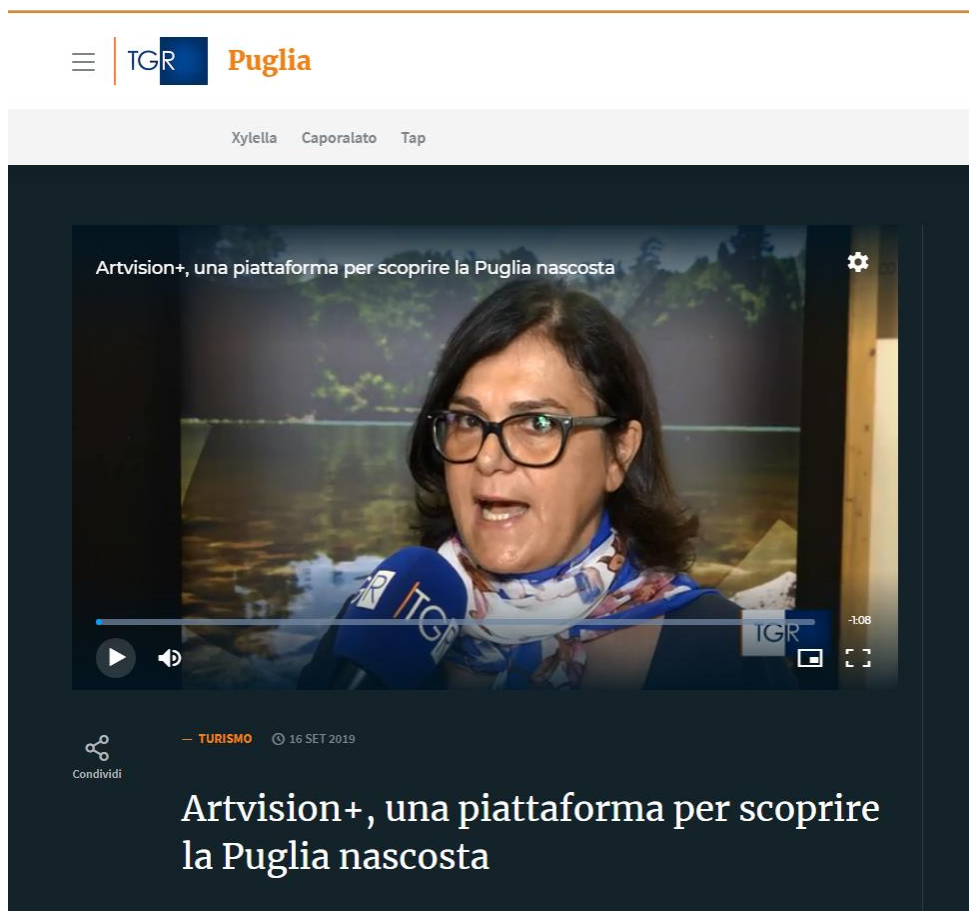 TGR Puglia
Xylella Caporalato Tap
Artvision+, una piattaforma per scoprire la Puglia nascosta
R TGR
TGR
-1:08
Condividi
— TURISMO 16 SET 2019
Artvision+, una piattaforma per scoprire
la Puglia nascosta